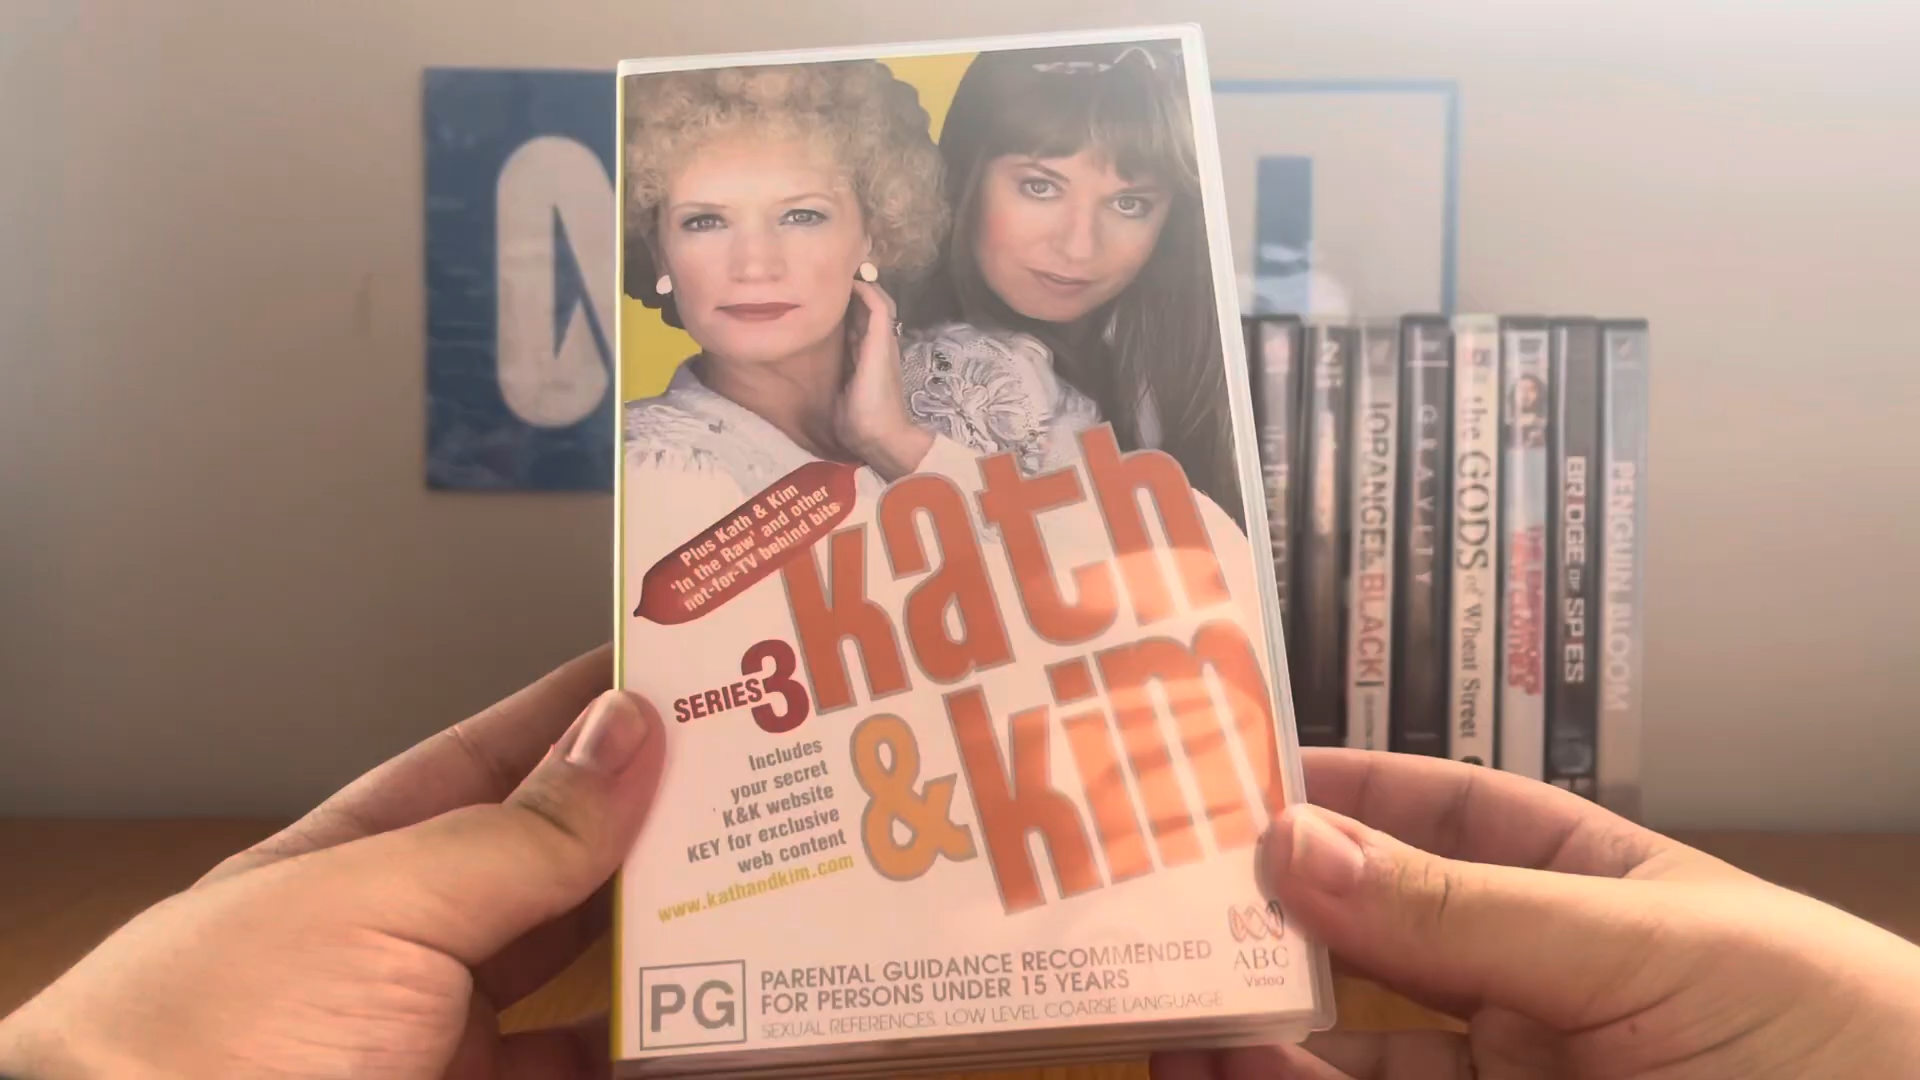 Plus Kath & Kim
'In the Raw' and other
not-for-TV behind bits
kath
& kim
SERIES 3
Includes
your secret
K&K website
KEY for exclusive
web content
www.kathandkim.com
PG
PARENTAL GUIDANCE RECOMMENDED
FOR PERSONS UNDER 15 YEARS
SEXUAL REFERENCES, LOW LEVEL COARSE LANGUAGE
ABC
Video
ORANGE IS THE BLACK
GRAVITY
the GODS of Wheat Street
BRIDGE OF SPIES
PENGUIN BLOOM